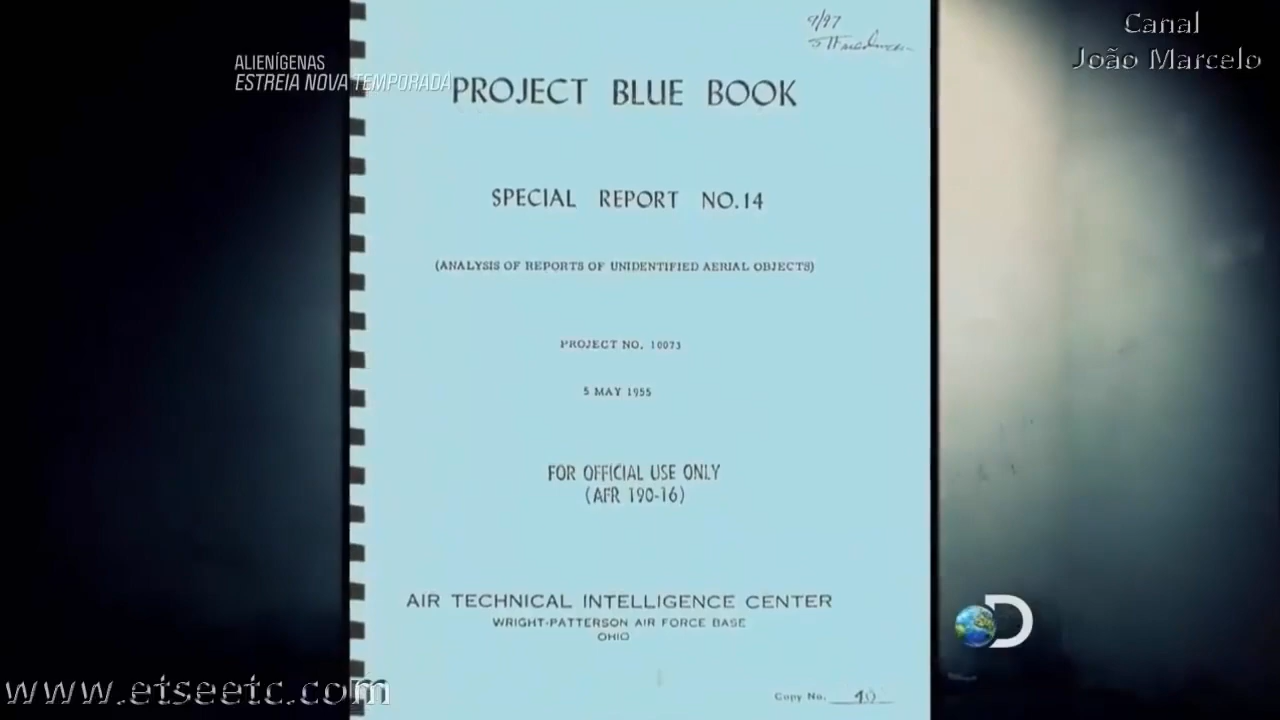 Canal
João Marcelo
ALIENÍGENAS
ESTREIA NOVA TEMPORADA
9/97
PROJECT BLUE BOOK
SPECIAL REPORT NO.14
(ANALYSIS OF REPORTS OF UNIDENTIFIED AERIAL OBJECTS)
PROJECT NO. 10073
5 MAY 1955
FOR OFFICIAL USE ONLY
(AFR 190-16)
AIR TECHNICAL INTELLIGENCE CENTER
WRIGHT-PATTERSON AIR FORCE BASE
OHIO
D
www.etseetc.com
Copy No.